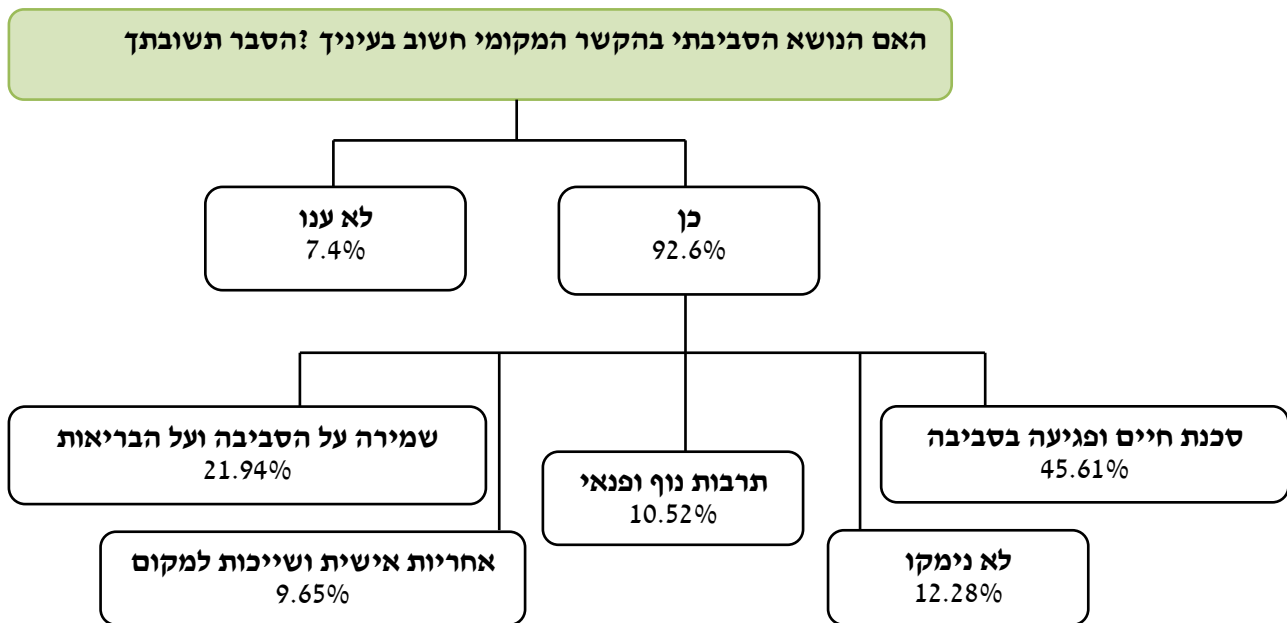 האם הנושא הסביבתי בהקשר המקומי חשוב בעיניך ?הסבר תשובתך
כן
92.6%
לא ענו
7.4%
סכנת חיים ופגיעה בסביבה
45.61%
לא נימקו
12.28%
תרבות נוף ופנאי
10.52%
שמירה על הסביבה ועל הבריאות
21.94%
אחריות אישית ושייכות למקום
9.65%